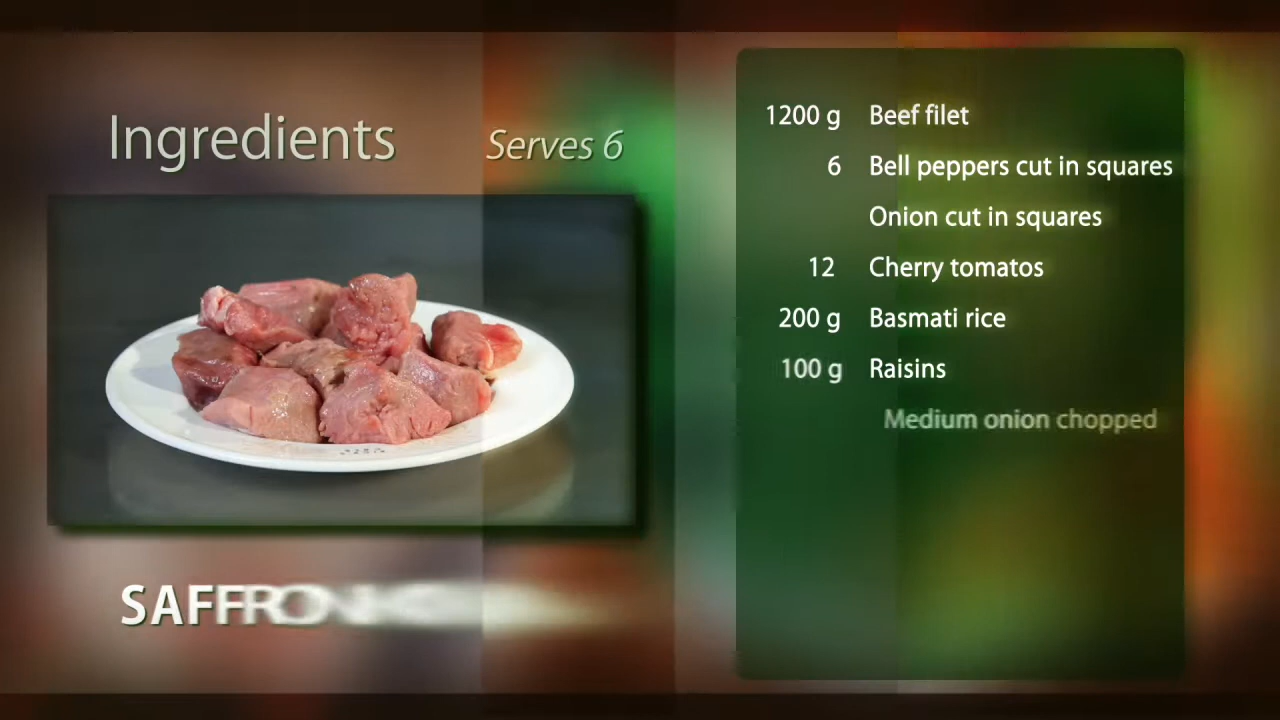 Ingredients Serves 6
1200 g Beef filet
6 Bell peppers cut in squares
Onion cut in squares
12 Cherry tomatos
200 g Basmati rice
100 g Raisins
Medium onion chopped
SAFFRON